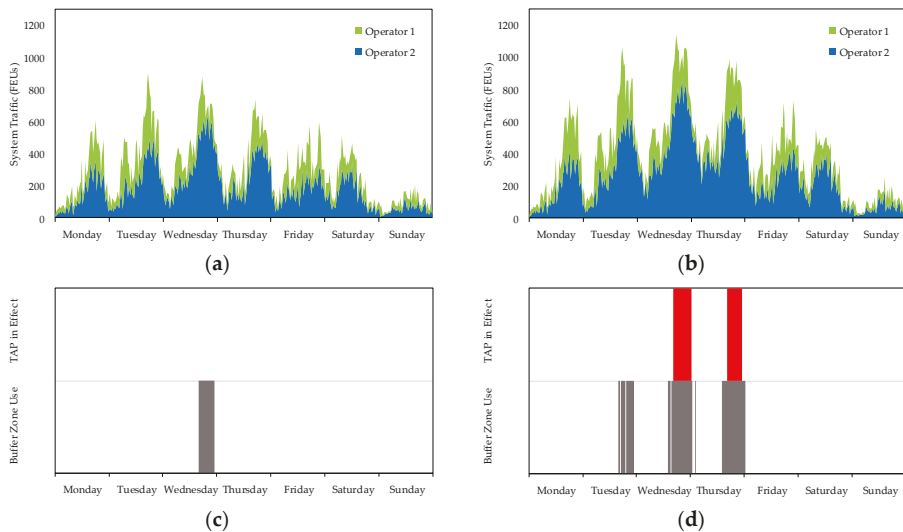 1200
1000
800
600
400
200
0
System Traffic (FEUs)
Operator 1
Operator 2
Monday Tuesday Wednesday Thursday Friday Saturday Sunday
(a)
1200
1000
800
600
400
200
0
System Traffic (FEUs)
Operator 1
Operator 2
Monday Tuesday Wednesday Thursday Friday Saturday Sunday
(b)
TAP in Effect
Buffer Zone Use
Monday Tuesday Wednesday Thursday Friday Saturday Sunday
(c)
TAP in Effect
Buffer Zone Use
Monday Tuesday Wednesday Thursday Friday Saturday Sunday
(d)